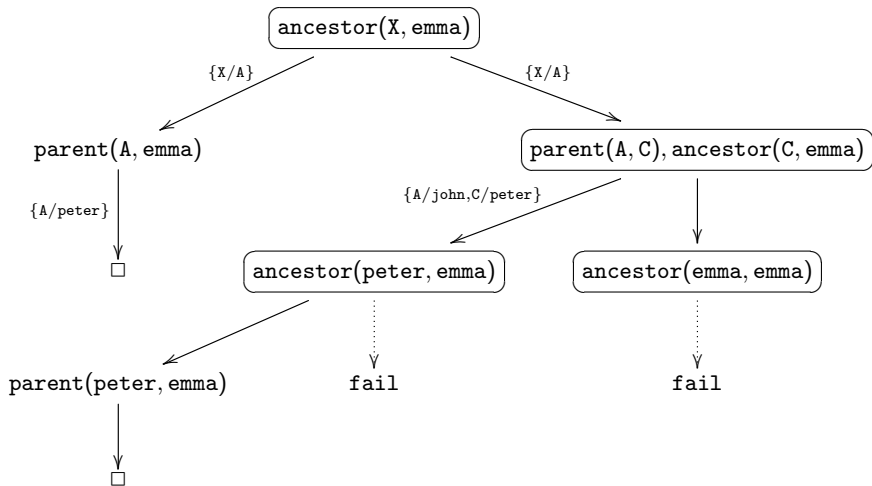 ancestor(X, emma)
{X/A}
{X/A}
parent(A, emma)
parent(A, C), ancestor(C, emma)
{A/peter}
{A/john,C/peter}
□
ancestor(peter, emma)
ancestor(emma, emma)
parent(peter, emma)
fail
fail
□